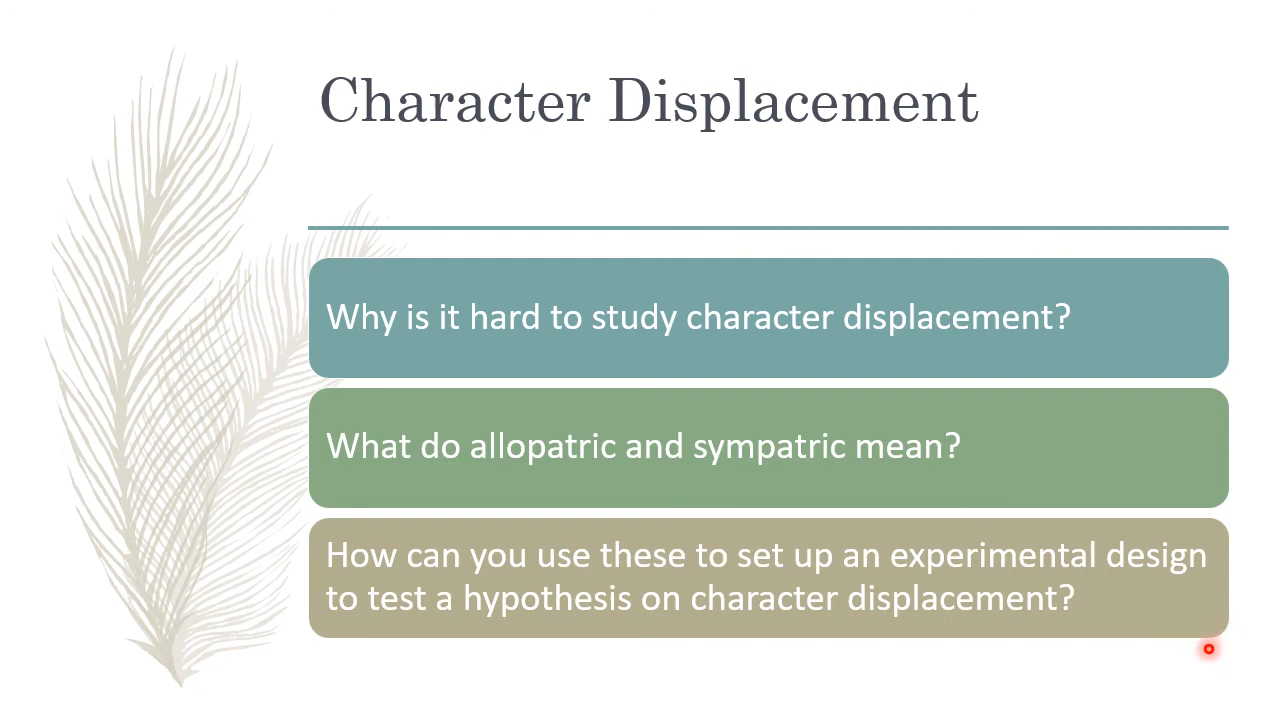 Character Displacement
Why is it hard to study character displacement?
What do allopatric and sympatric mean?
How can you use these to set up an experimental design
to test a hypothesis on character displacement?